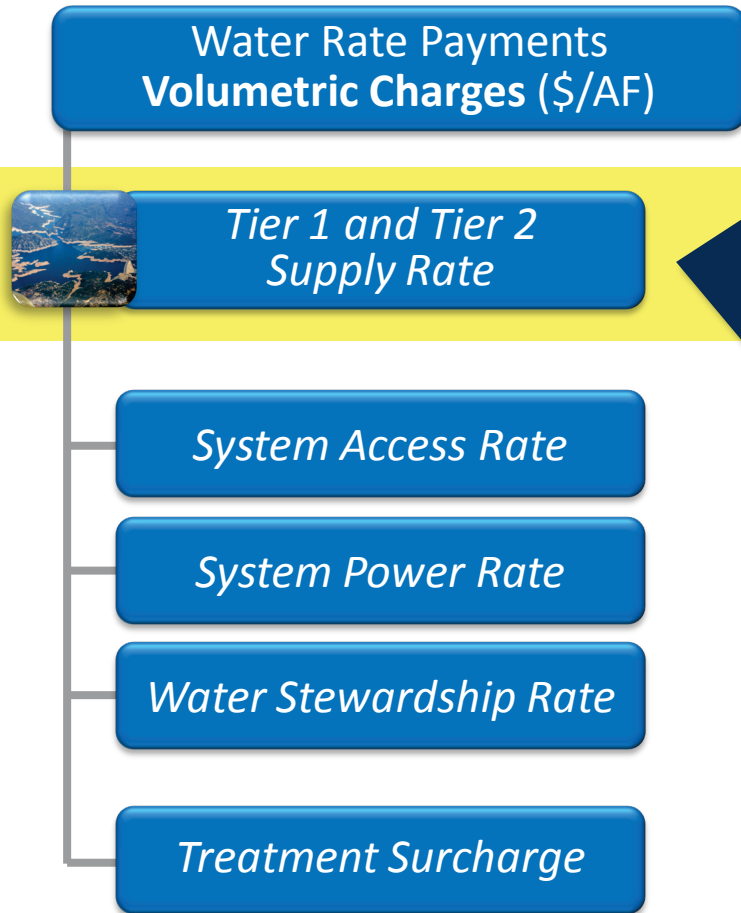 Water Rate Payments
Volumetric Charges ($/AF)
Tier 1 and Tier 2
Supply Rate
System Access Rate
System Power Rate
Water Stewardship Rate
Treatment Surcharge